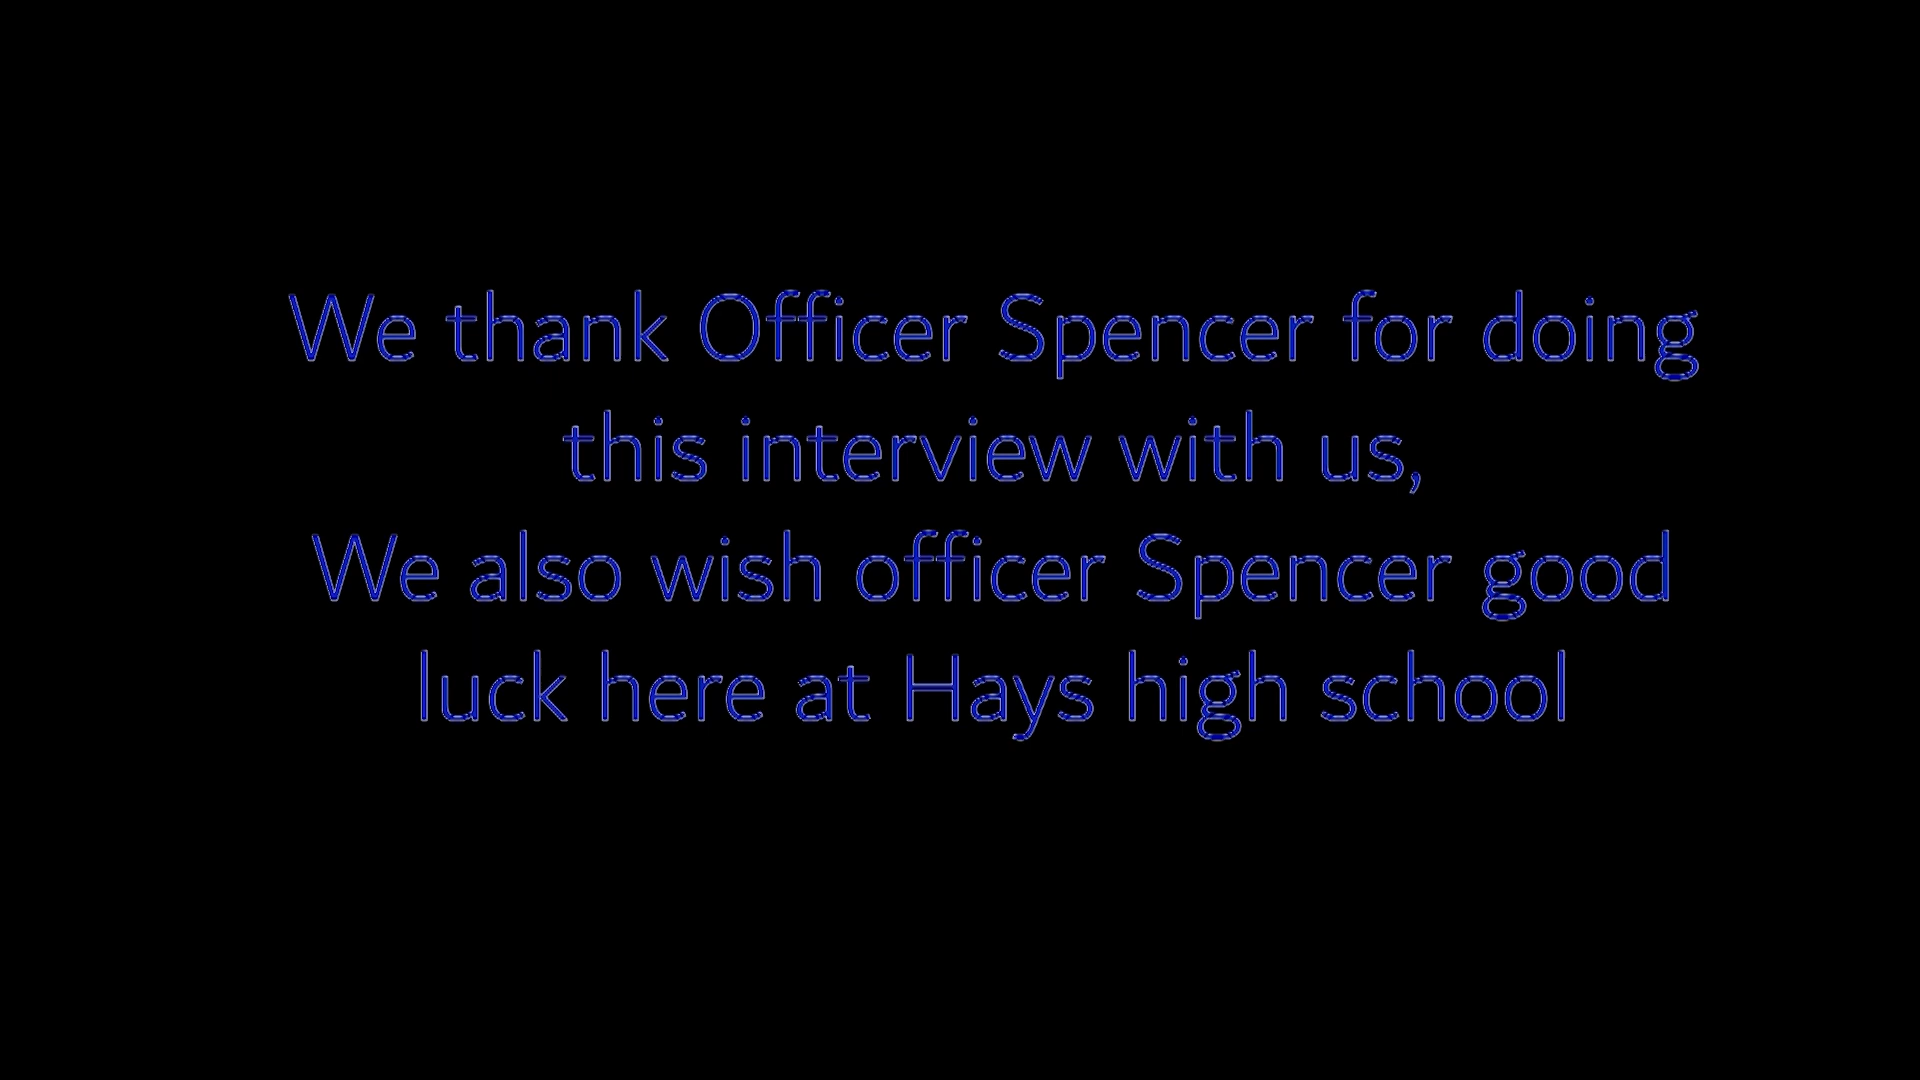 We thank Officer Spencer for doing
this interview with us,
We also wish officer Spencer good
luck here at Hays high school